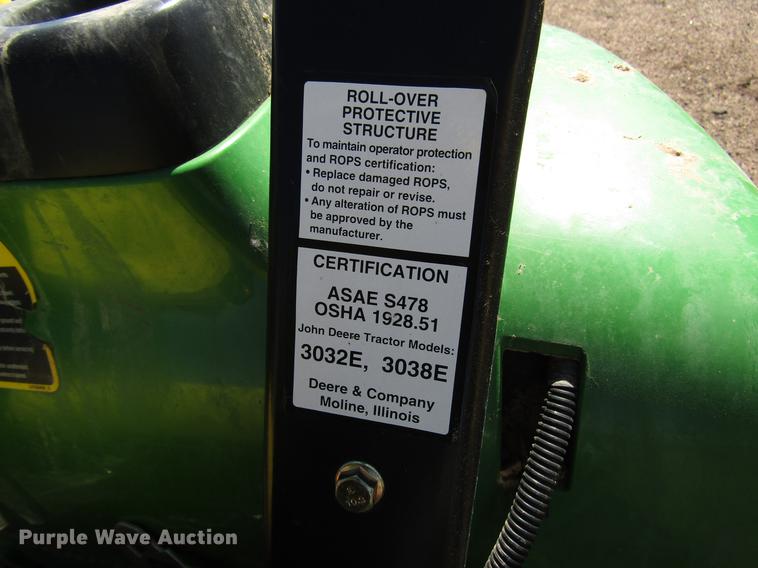 ROLL-OVER
PROTECTIVE
STRUCTURE
To maintain operator protection
and ROPS certification:
• Replace damaged ROPS,
do not repair or revise.
• Any alteration of ROPS must
be approved by the
manufacturer.
CERTIFICATION
ASAE S478
OSHA 1928.51
John Deere Tractor Models:
3032E, 3038E
Deere & Company
Moline, Illinois
Purple Wave Auction